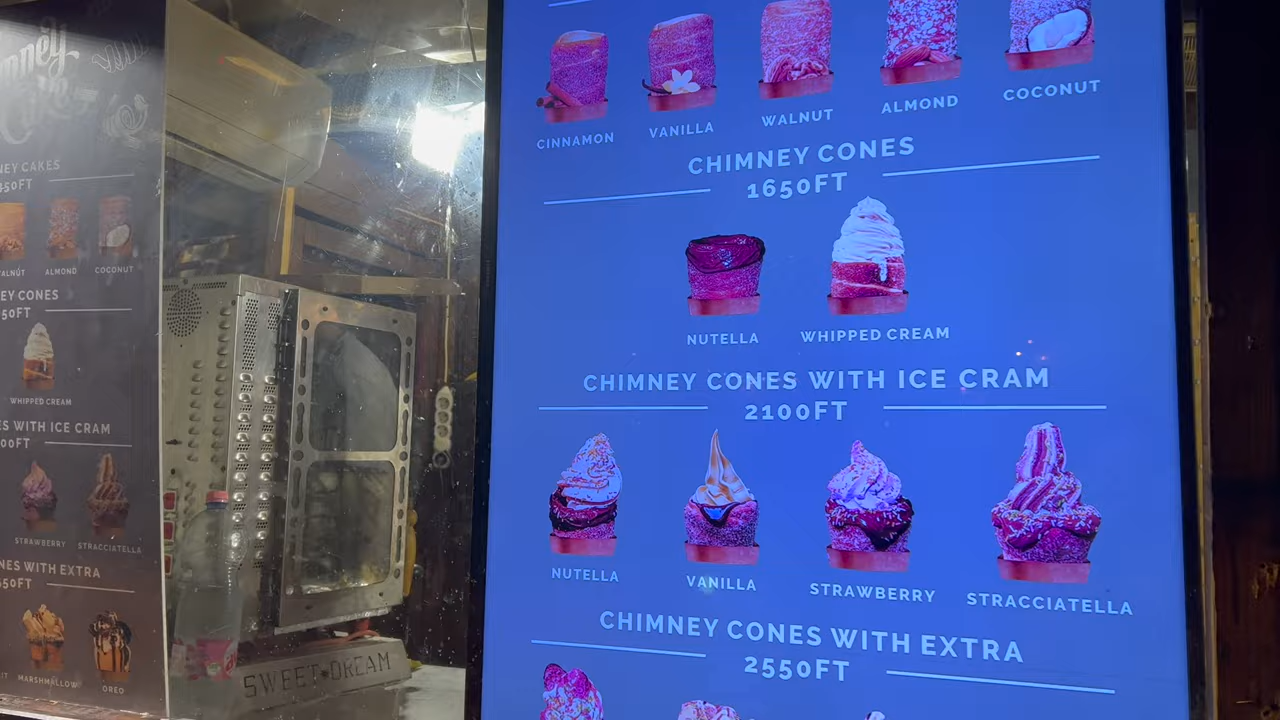 CINNAMON
VANILLA
WALNUT
ALMOND
COCONUT
CHIMNEY CONES
1650FT
NUTELLA
WHIPPED CREAM
CHIMNEY CONES WITH ICE CRAM
2100FT
NUTELLA
VANILLA
STRAWBERRY
STRACCIATELLA
CHIMNEY CONES WITH EXTRA
2550FT
NEY CAKES
50FT
ALNUT
ALMOND
COCONUT
EY CONES
50FT
WHIPPED CREAM
ES WITH ICE CRAM
00FT
STRAWBERRY
STRACCIATELLA
NES WITH EXTRA
50FT
IT
MARSHMALLOW
OREO
SWEET DREAM